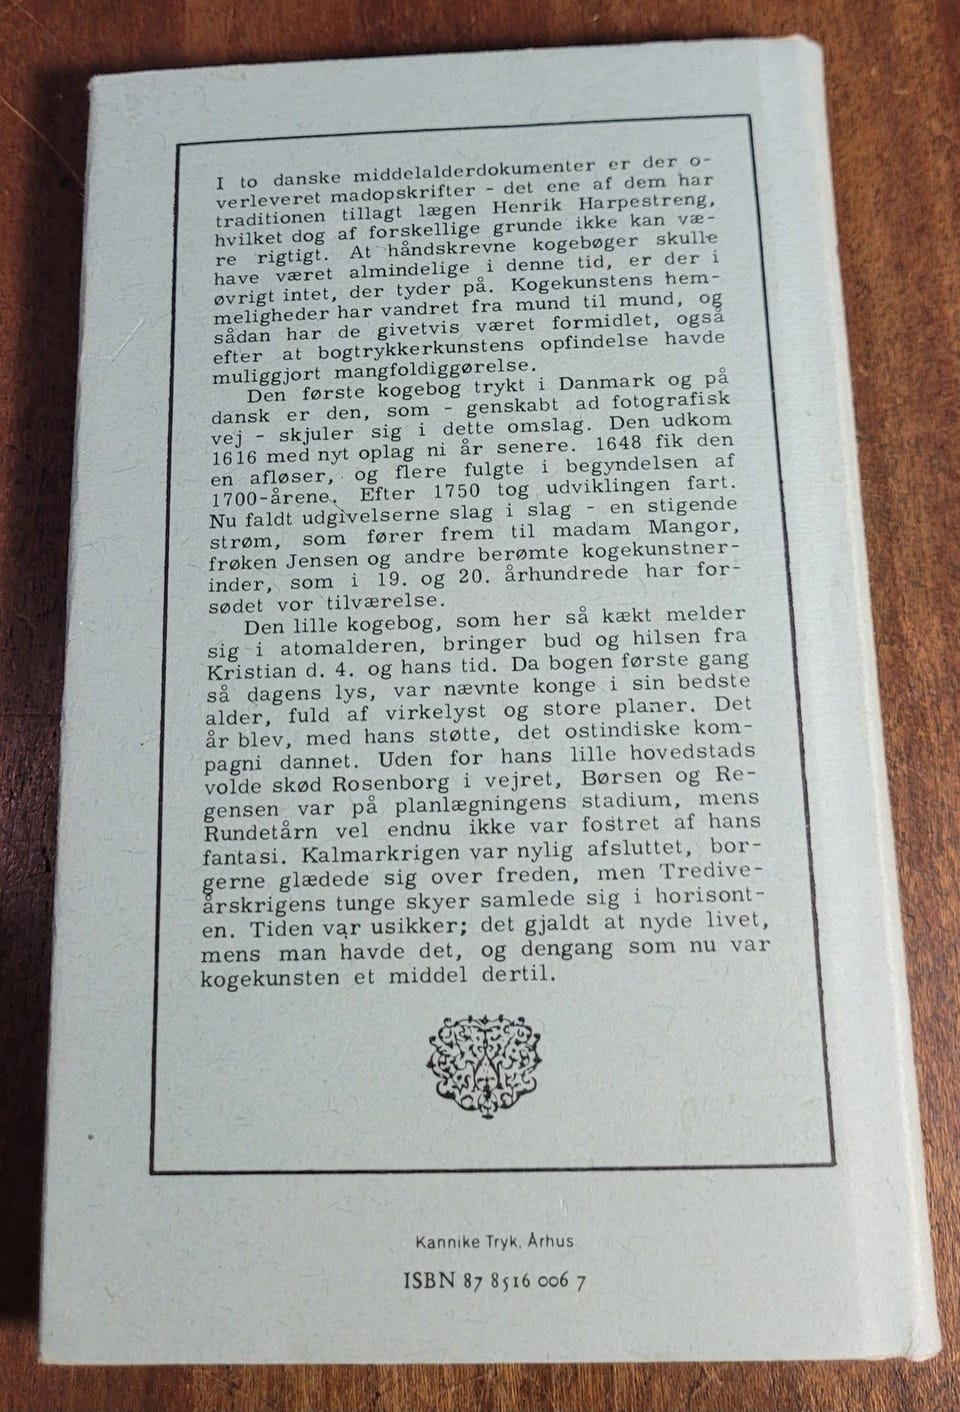 I to danske middelalderdokumenter er der o-
verleveret madopskrifter - det ene af dem har
traditionen tillagt lægen Henrik Harpestreng,
hvilket dog af forskellige grunde ikke kan væ-
re rigtigt. At håndskrevne kogebøger skulle
have været almindelige i denne tid, er der i
øvrigt intet, der tyder på. Kogekunstens hem-
meligheder har vandret fra mund til mund, og
sådan har de givetvis været formidlet, også
efter at bogtrykkerkunstens opfindelse havde
muliggjort mangfoldiggørelse.
Den første kogebog trykt i Danmark og på
dansk er den, som - genskabt ad fotografisk
vej - skjuler sig i dette omslag. Den udkom
1616 med nyt oplag ni år senere. 1648 fik den
en afløser, og flere fulgte i begyndelsen af
1700-årene. Efter 1750 tog udviklingen fart.
Nu faldt udgivelserne slag i slag - en stigende
strøm, som fører frem til madam Mangor,
frøken Jensen og andre berømte kogekunstner-
inder, som i 19. og 20. århundrede har for-
sødet vor tilværelse.
Den lille kogebog, som her så kækt melder
sig i atomalderen, bringer bud og hilsen fra
Kristian d. 4. og hans tid. Da bogen første gang
så dagens lys, var nævnte konge i sin bedste
alder, fuld af virkelyst og store planer. Det
år blev, med hans støtte, det ostindiske kom-
pagni dannet. Uden for hans lille hovedstads
volde skød Rosenborg i vejret, Børsen og Re-
gensen var på planlægningens stadium, mens
Rundetårn vel endnu ikke var fostret af hans
fantasi. Kalmarkrigen var nylig afsluttet, bor-
gerne glædede sig over freden, men Tredive-
årskrigens tunge skyer samlede sig i horisont-
en. Tiden var usikker; det gjaldt at nyde livet,
mens man havde det, og dengang som nu var
kogekunsten et middel dertil.
Kannike Tryk, Århus
ISBN 87 8516 006 7